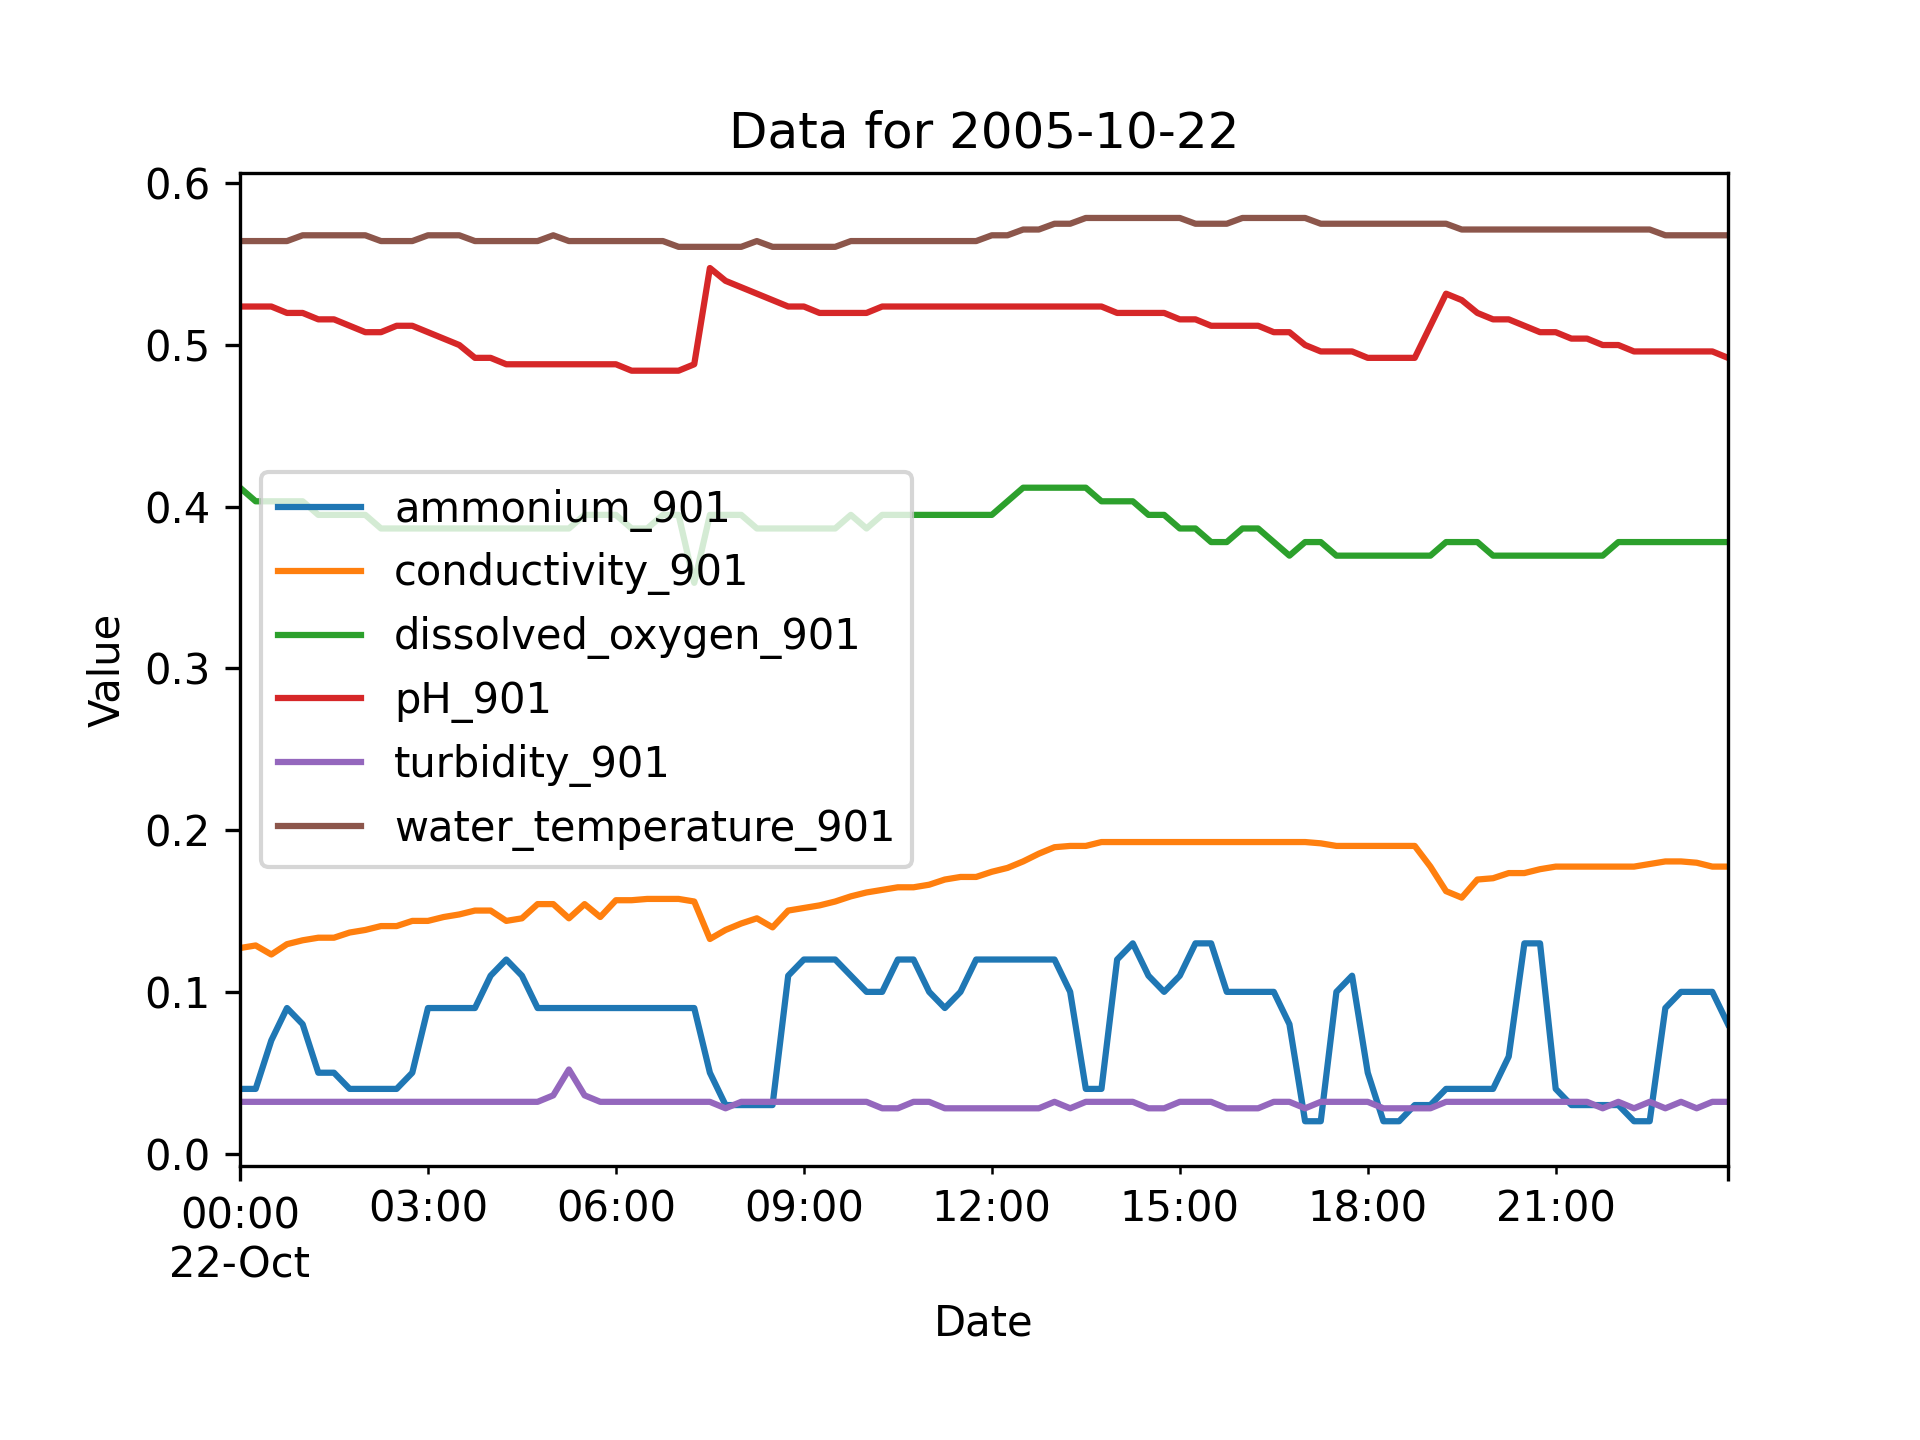 Data for 2005-10-22
0.6
0.5
0.4
0.3
0.2
0.1
0.0
Value
ammonium_901
conductivity_901
dissolved_oxygen_901
pH_901
turbidity_901
water_temperature_901
00:00 03:00 06:00 09:00 12:00 15:00 18:00 21:00
22-Oct
Date